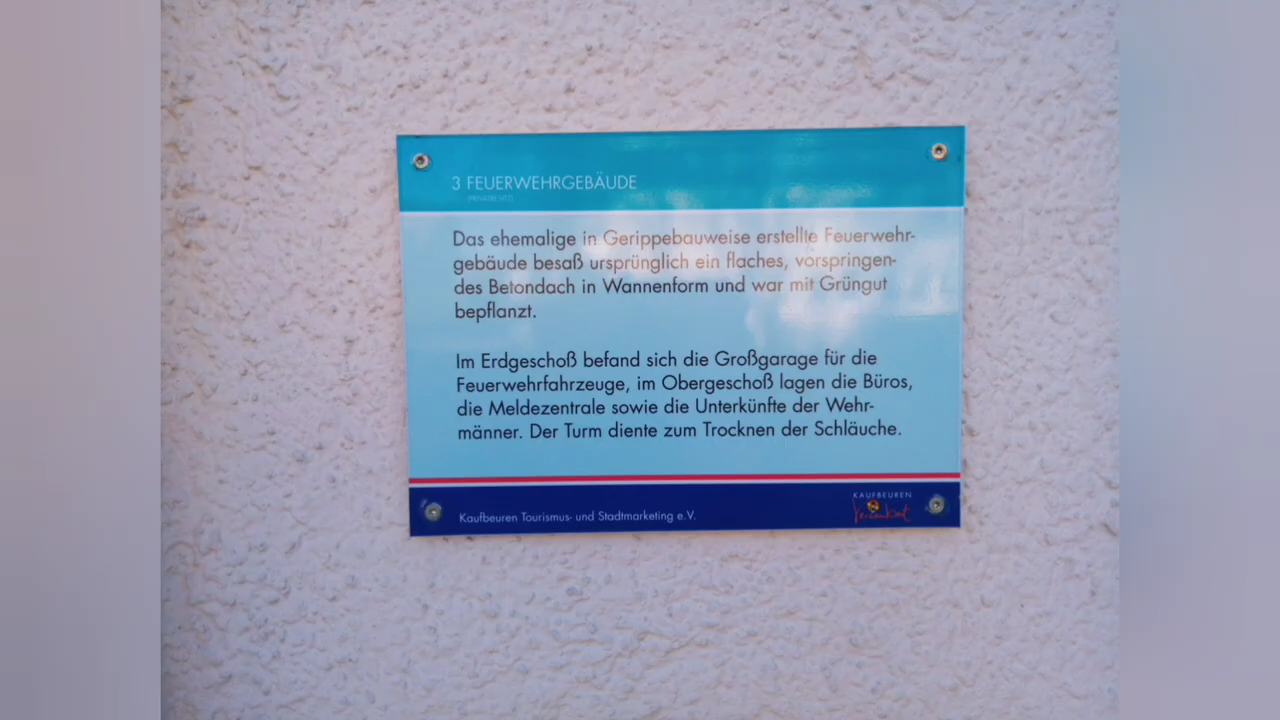 3 FEUERWEHRGEBÄUDE
(PRIVATBESITZ)
Das ehemalige in Gerippebauweise erstellte Feuerwehr-
gebäude besaß ursprünglich ein flaches, vorspringen-
des Betondach in Wannenform und war mit Grüngut
bepflanzt.
Im Erdgeschoß befand sich die Großgarage für die
Feuerwehrfahrzeuge, im Obergeschoß lagen die Büros,
die Meldezentrale sowie die Unterkünfte der Wehr-
männer. Der Turm diente zum Trocknen der Schläuche.
Kaufbeuren Tourismus- und Stadtmarketing e.V.
KAUFBEUREN